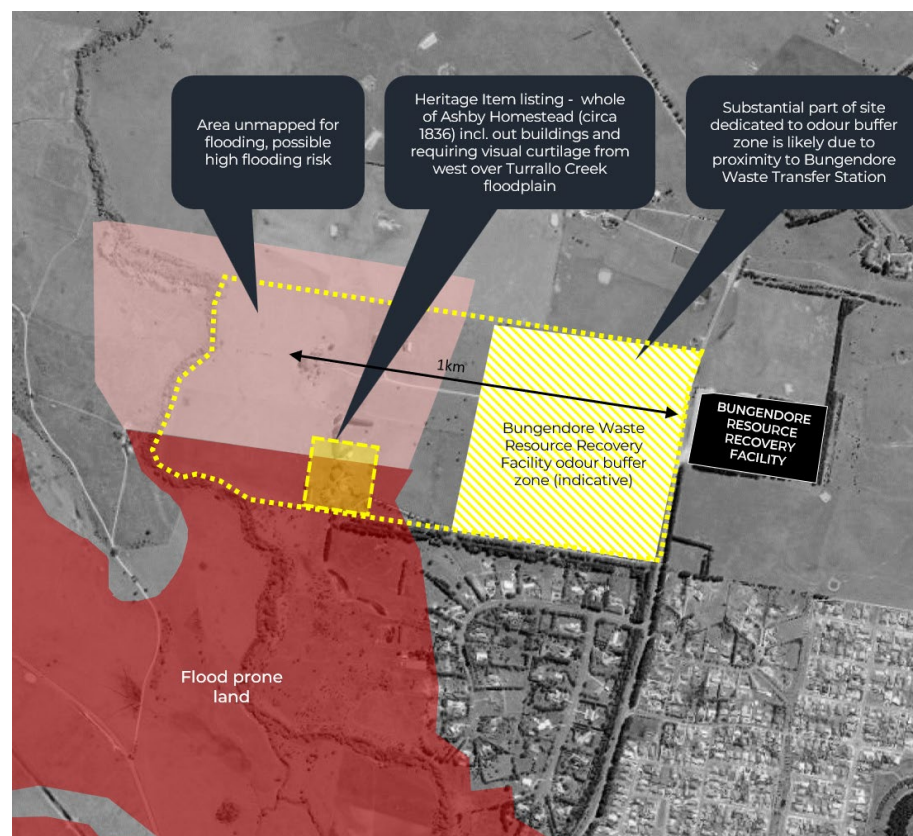 Area unmapped for
flooding, possible
high flooding risk
Heritage Item listing - whole
of Ashby Homestead (circa
1836) incl. out buildings and
requiring visual curtilage from
west over Turrallo Creek
floodplain
Substantial part of site
dedicated to odour buffer
zone is likely due to
proximity to Bungendore
Waste Transfer Station
1km
Bungendore Waste
Resource Recovery
Facility odour buffer
zone (indicative)
BUNGENDORE
RESOURCE
RECOVERY
FACILITY
Flood prone
land